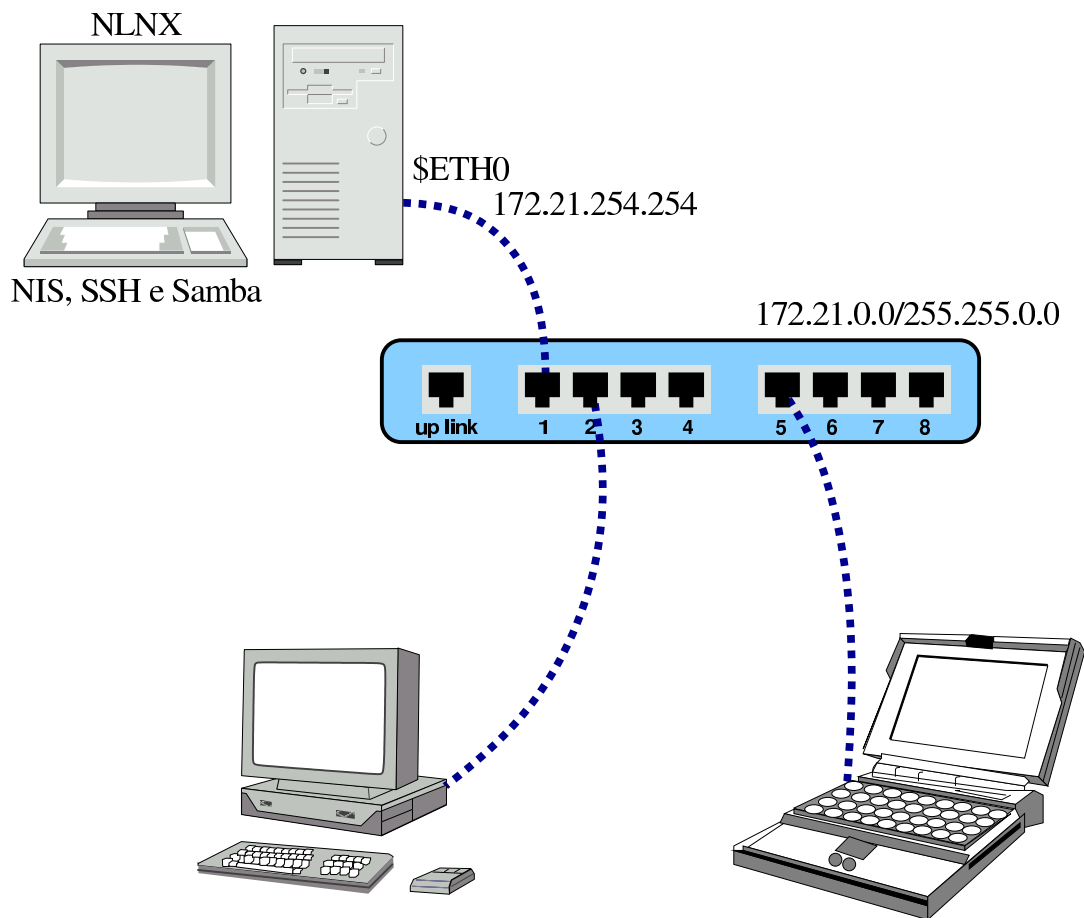 NLNX
$ETH0
172.21.254.254
NIS, SSH e Samba
172.21.0.0/255.255.0.0
up link 1 2 3 4 5 6 7 8